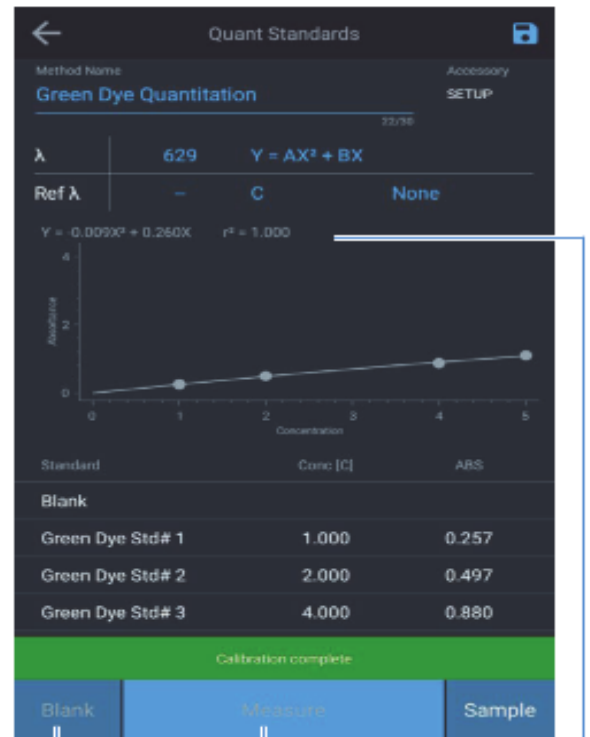 Quant Standards
Method Name
Accessory
Green Dye Quantitation
SETUP
22/30
λ 629 Y = AX² + BX
Ref λ – C None
Y = -0.009X² + 0.260X r² = 1.000
4
2
0
Absorbance
0 1 2 3 4 5
Concentration
Standard Conc [C] ABS
Blank
Green Dye Std# 1 1.000 0.257
Green Dye Std# 2 2.000 0.497
Green Dye Std# 3 4.000 0.880
Calibration complete
Blank Measure Sample